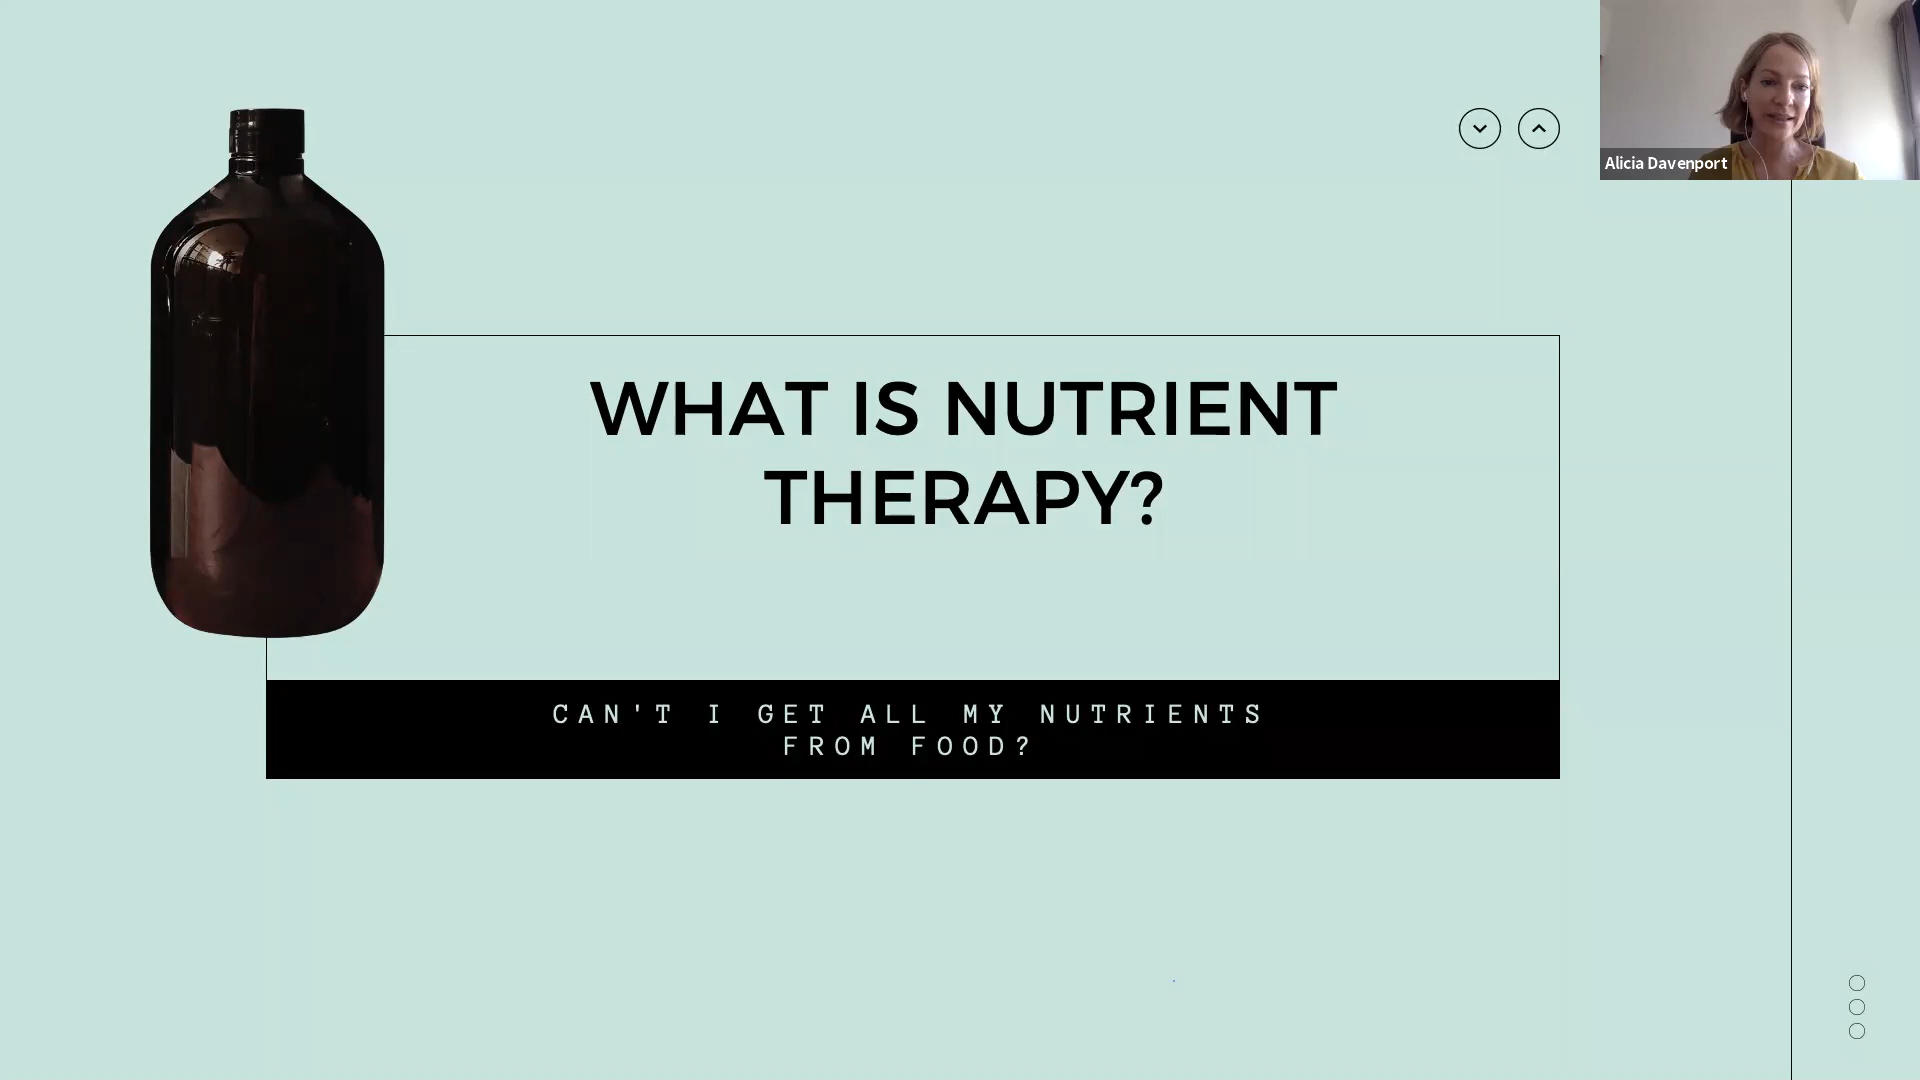 Alicia Davenport
WHAT IS NUTRIENT
THERAPY?
CAN'T I GET ALL MY NUTRIENTS
FROM FOOD?